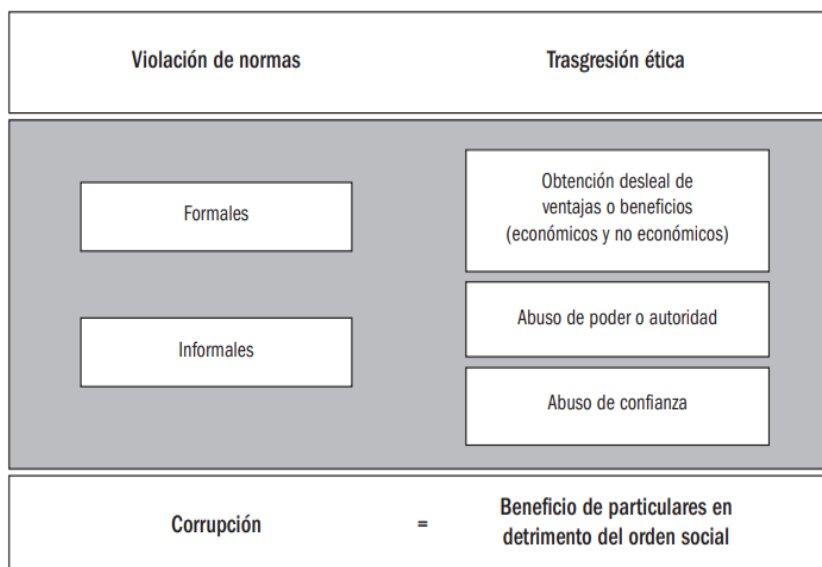 Violación de normas
Trasgresión ética
Formales
Informales
Obtención desleal de
ventajas o beneficios
(económicos y no económicos)
Abuso de poder o autoridad
Abuso de confianza
Corrupción
=
Beneficio de particulares en
detrimento del orden social